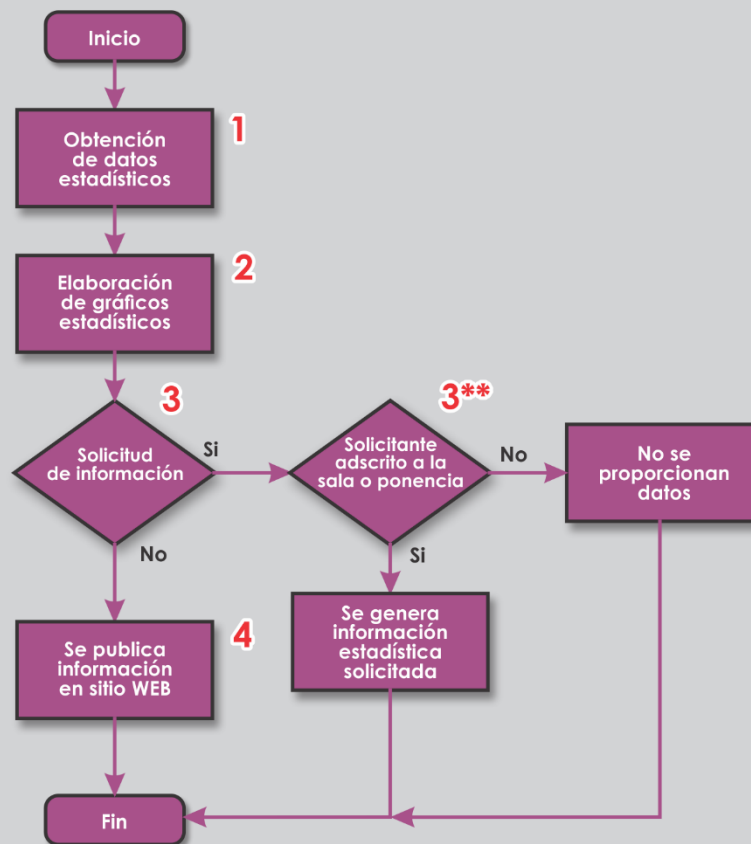 Inicio
1
Obtención
de datos
estadísticos
2
Elaboración
de gráficos
estadísticos
3
Solicitud
de información
Si
No
3**
Solicitante
adscrito a la
sala o ponencia
No
Si
No se
proporcionan
datos
Se genera
información
estadística
solicitada
4
Se publica
información
en sitio WEB
Fin